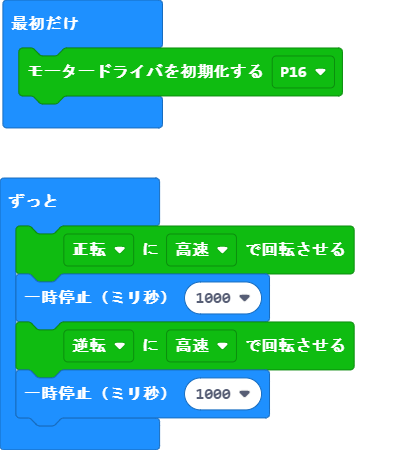 最初だけ
モータードライバを初期化する P16
ずっと
正転 に 高速 で回転させる
一時停止（ミリ秒） 1000
逆転 に 高速 で回転させる
一時停止（ミリ秒） 1000